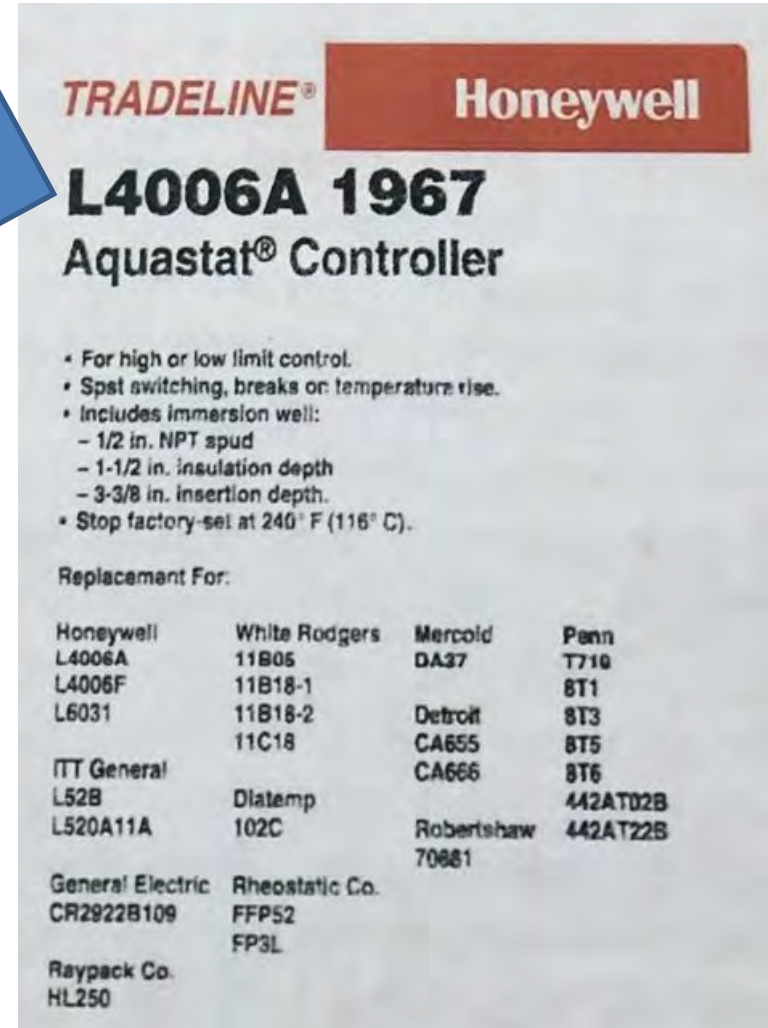 TRADELINE® Honeywell
L4006A 1967
Aquastat® Controller
• For high or low limit control.
• Spst switching, breaks on temperature rise.
• Includes immersion well:
– 1/2 in. NPT spud
– 1-1/2 in. insulation depth
– 3-3/8 in. insertion depth.
• Stop factory-set at 240° F (116° C).
Replacement For:
Honeywell
L4006A
L4006F
L6031
ITT General
L52B
L520A11A
General Electric
CR2922B109
Raypack Co.
HL250
White Rodgers
11B05
11B18-1
11B18-2
11C18
Diatemp
102C
Rheostatic Co.
FFP52
FP3L
Mercoid
DA37
Detroit
CA655
CA666
Robertshaw
Penn
T710
8T1
8T3
8T5
8T6
442AT02B